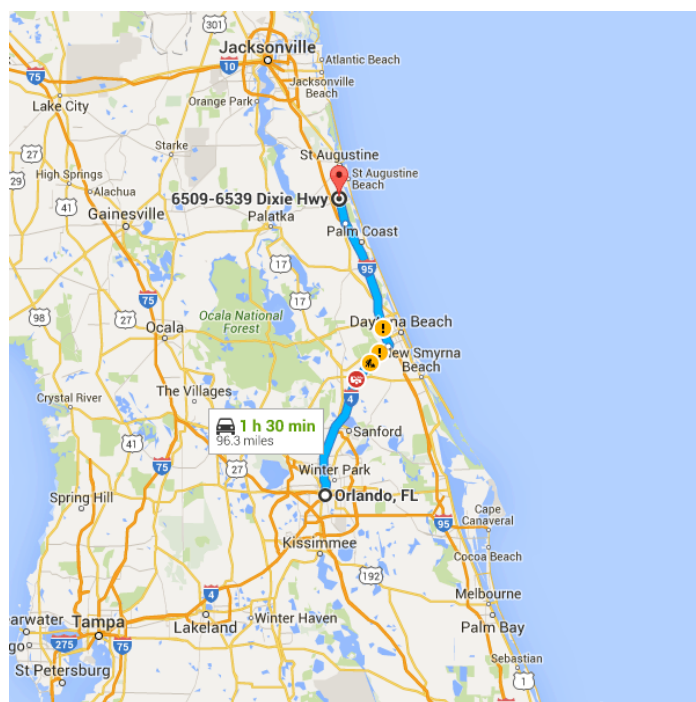 301
Jacksonville
10
Atlantic Beach
75
Jacksonville
Beach
Lake City
Orange Park
27
Starke
St Augustine
29
High Springs
St Augustine
Beach
Alachua
41
6509-6539 Dixie Hwy
Gainesville
Palatka
Palm Coast
17
95
75
17
98
27
Ocala National
Forest
Daytona Beach
Ocala
New Smyrna
Beach
The Villages
4
Crystal River
1 h 30 min
96.3 miles
41
Sanford
75
27
Winter Park
Spring Hill
Orlando, FL
Cape
Canaveral
95
Kissimmee
Cocoa Beach
192
4
Melbourne
earwater
Tampa
Lakeland
Winter Haven
Palm Bay
275
75
go
Sebastian
St Petersburg
1